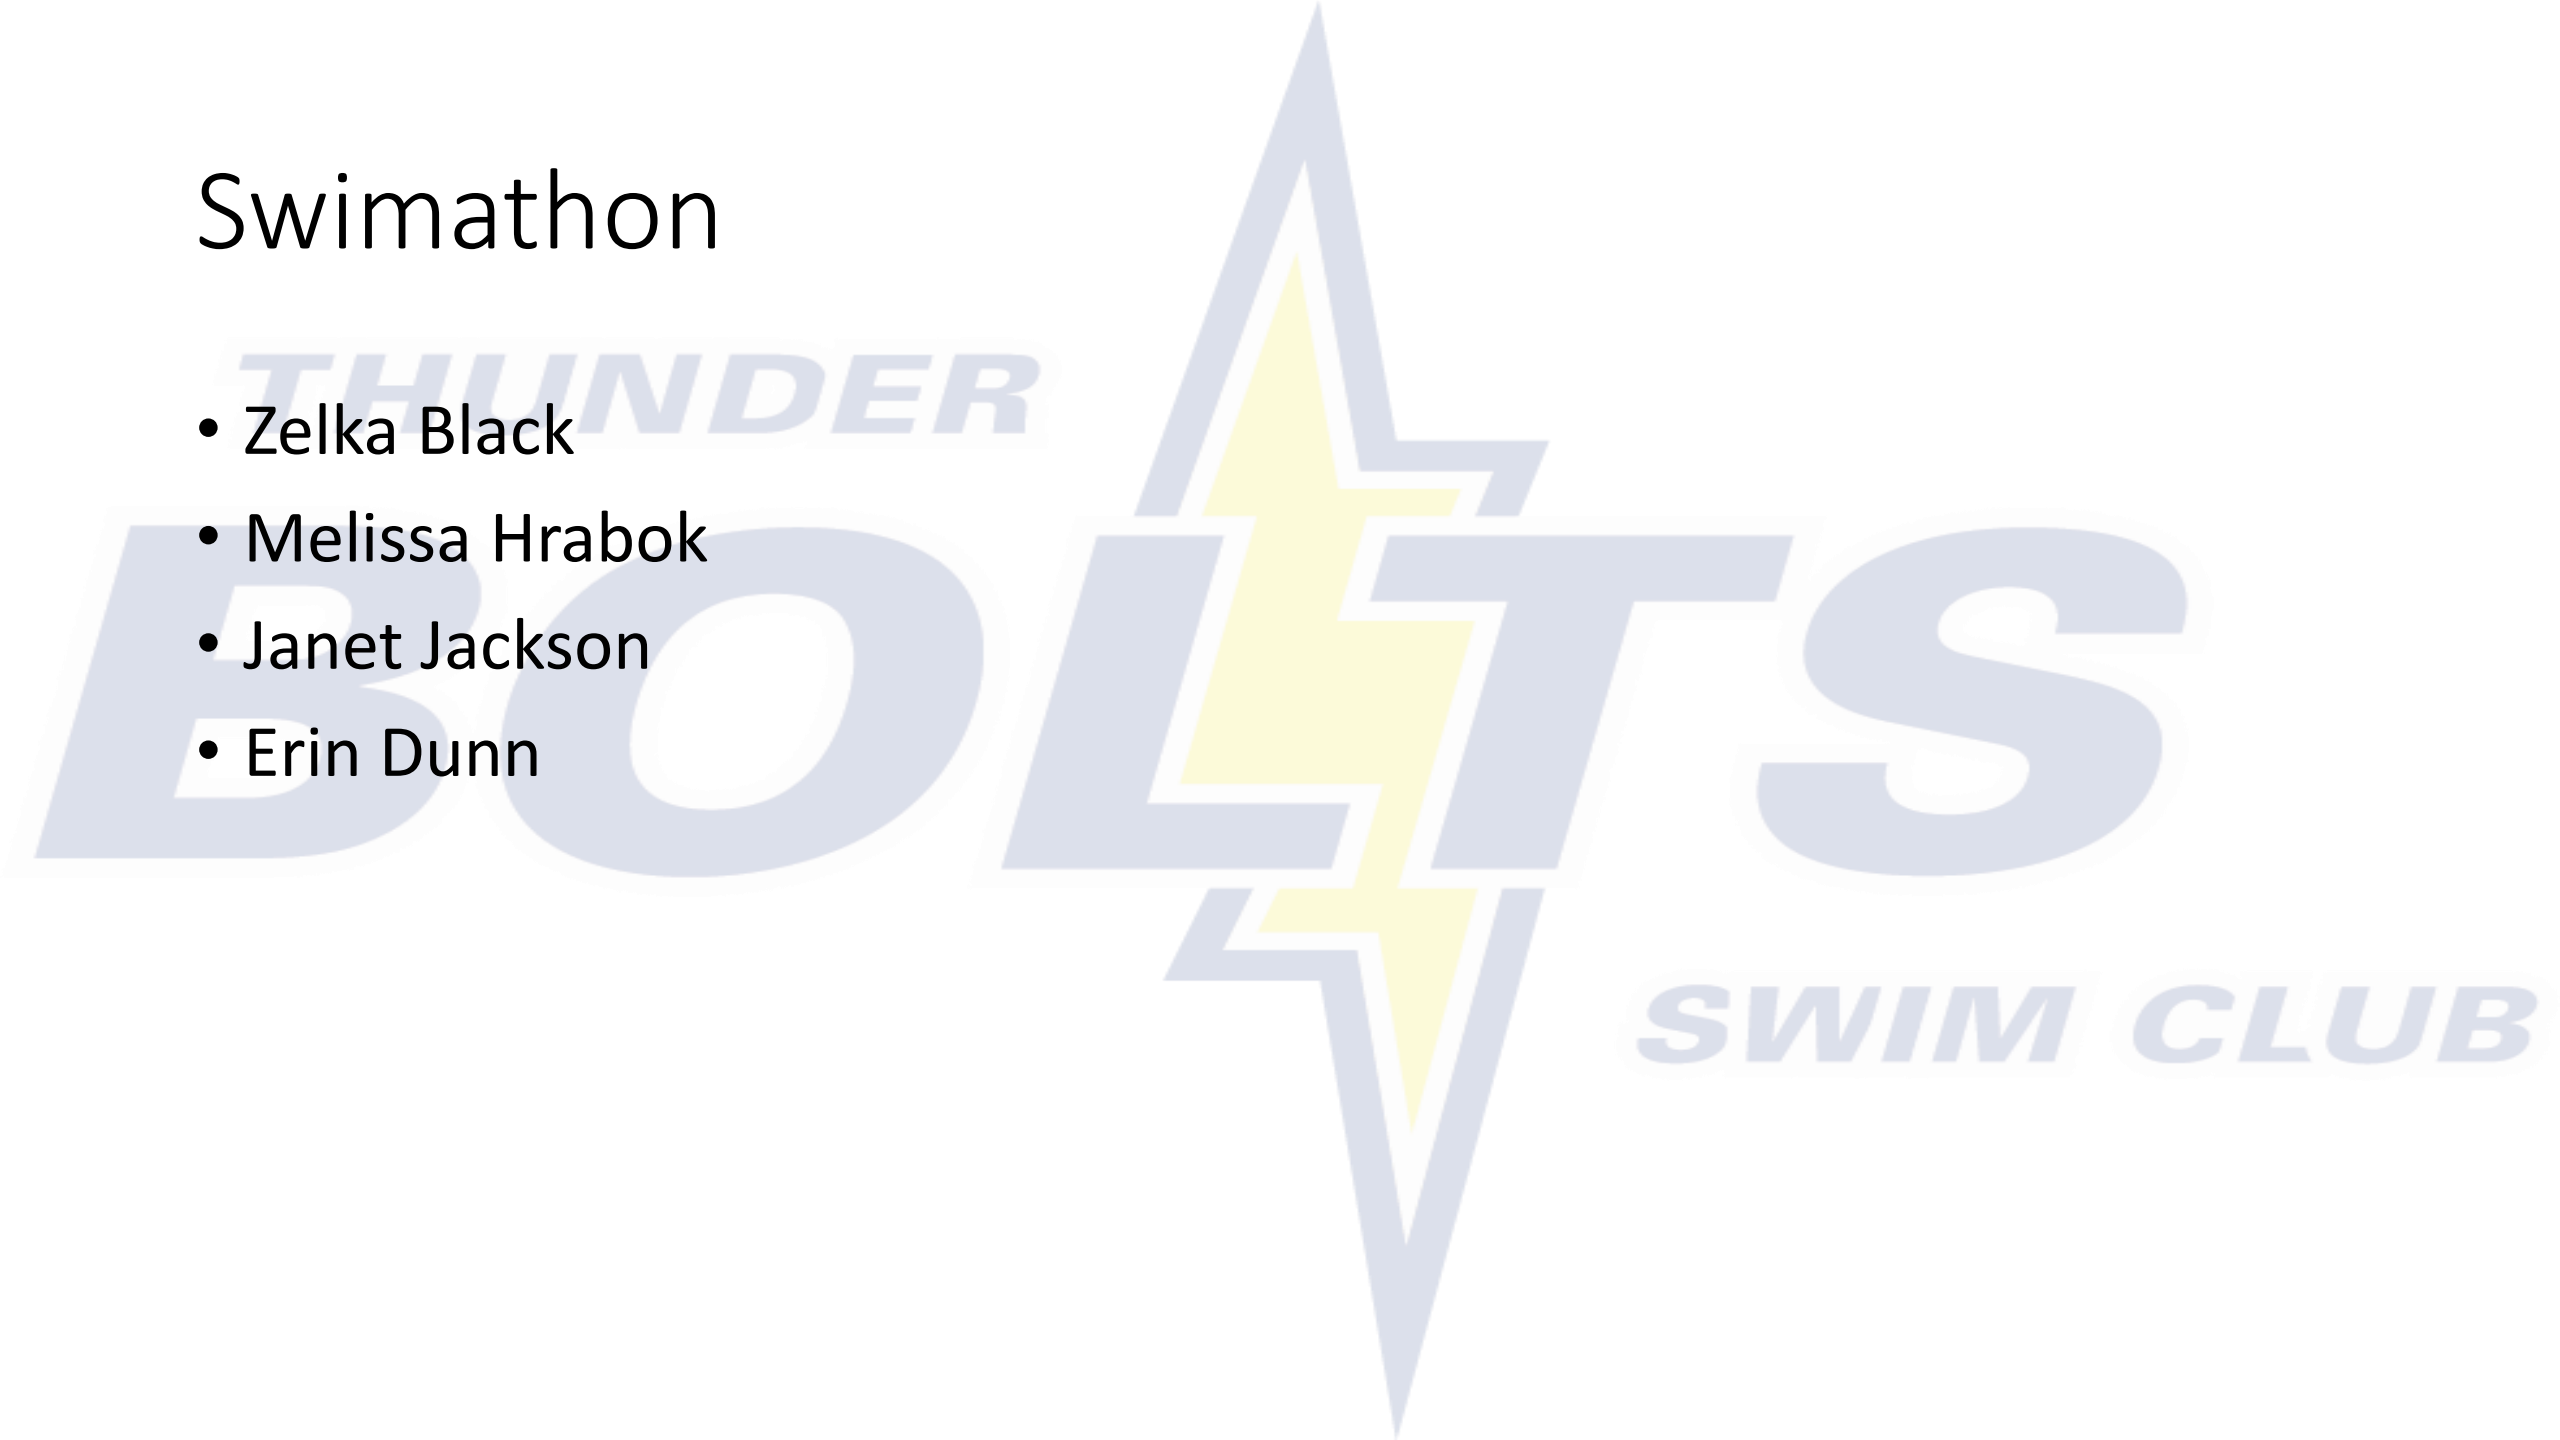 Swimathon
THUNDER
• Zelka Black
• Melissa Hrabok
BOLTS
• Janet Jackson
• Erin Dunn
SWIM CLUB